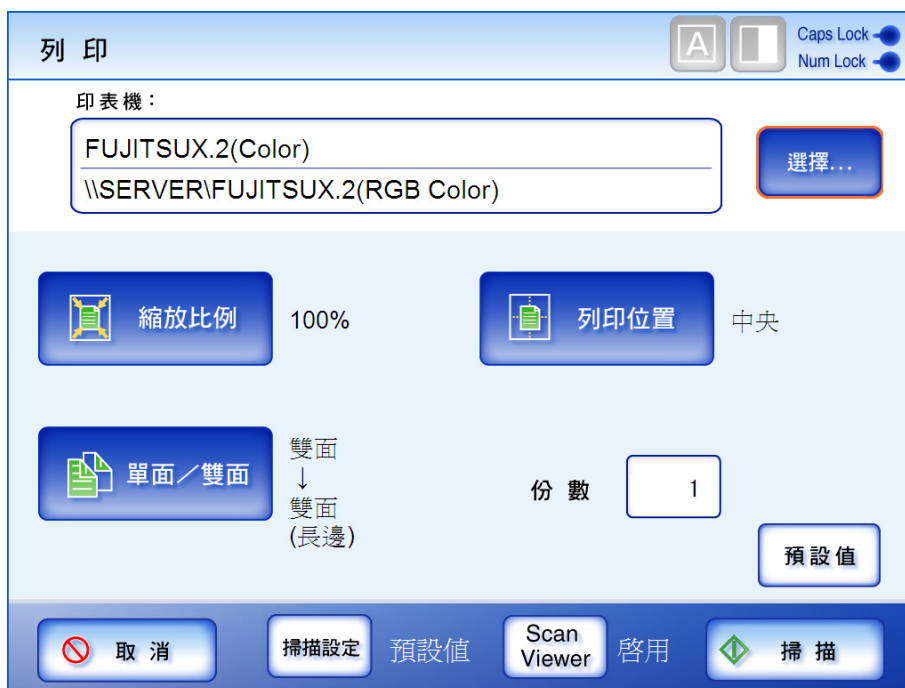 列 印
A
Caps Lock
Num Lock
印表機：
FUJITSUX.2(Color)
\\SERVER\FUJITSUX.2(RGB Color)
選擇...
縮放比例
100%
列印位置
中央
單面／雙面
雙面
↓
雙面
(長邊)
份 數
1
預設值
取 消
掃描設定
預設值
Scan
Viewer
啓用
掃 描